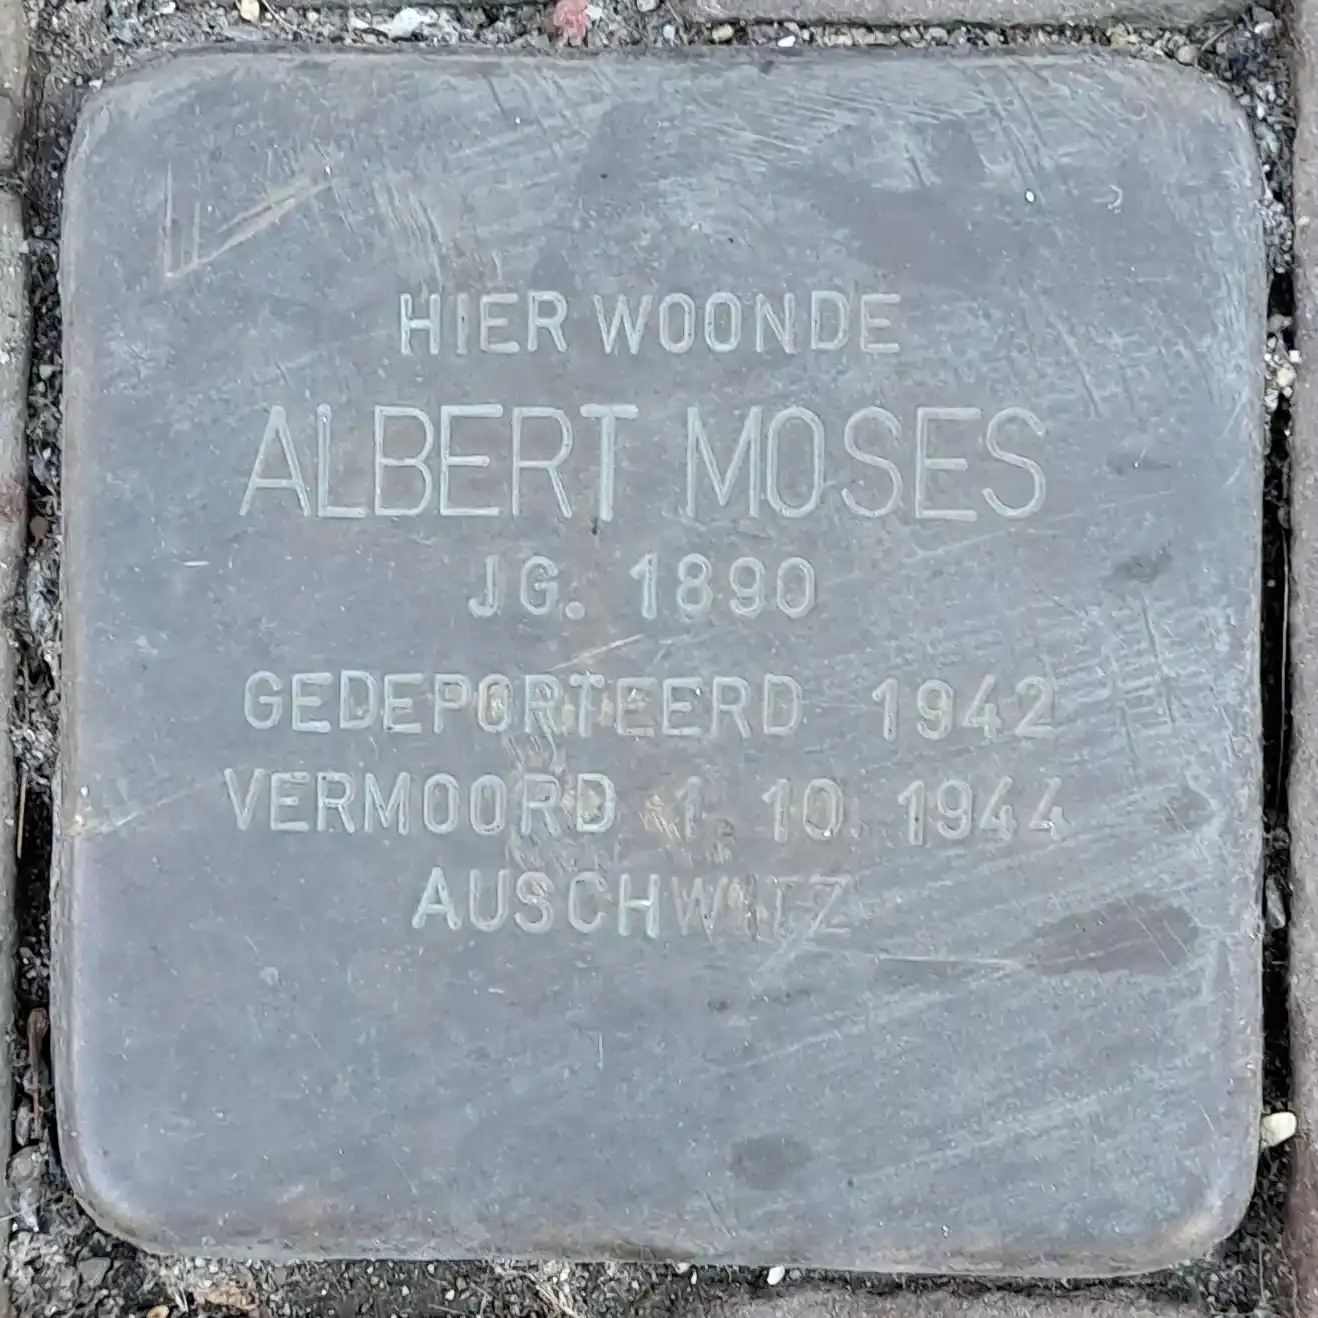 HIER WOONDE
ALBERT MOSES
JG. 1890
GEDEPORTEERD 1942
VERMOORD 1. 10. 1944
AUSCHWITZ